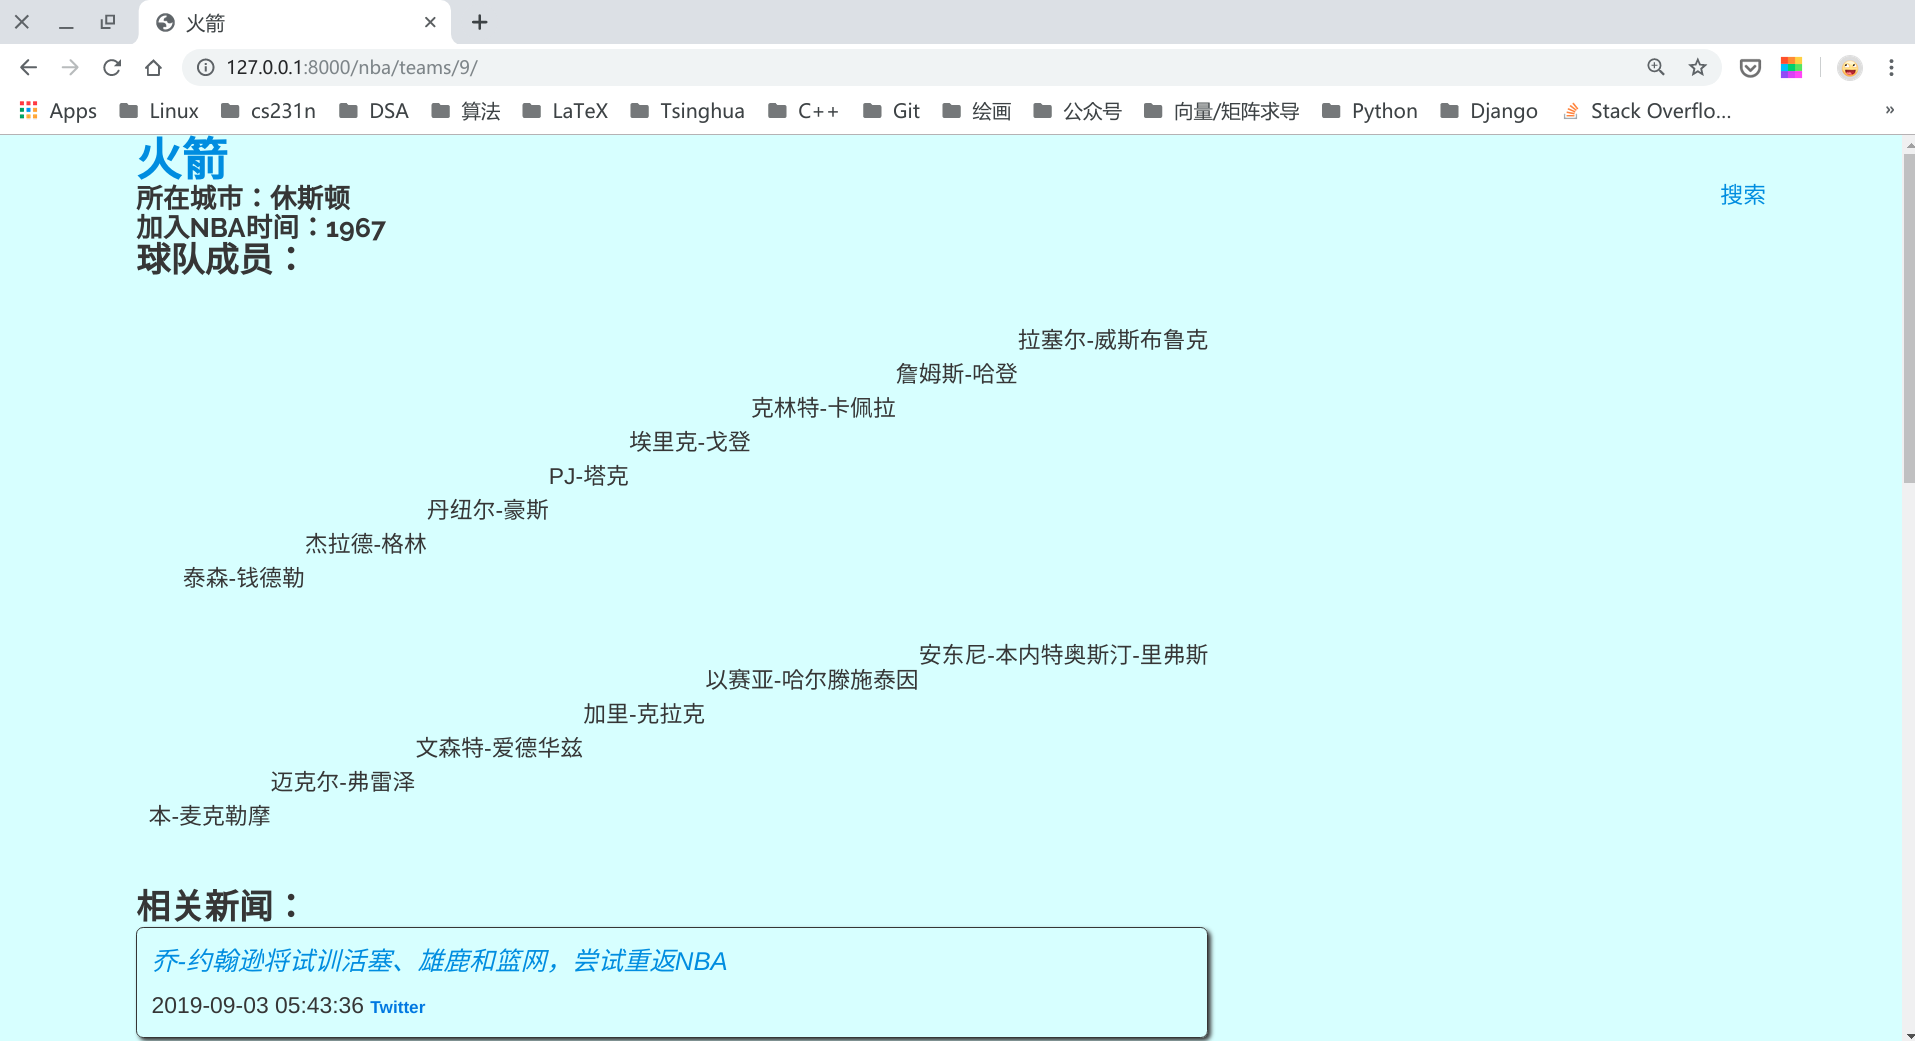 火箭
127.0.0.1:8000/nba/teams/9/
Apps Linux cs231n DSA 算法 LaTeX Tsinghua C++ Git 绘画 公众号 向量/矩阵求导 Python Django Stack Overflo... »
火箭
所在城市：休斯顿
搜索
加入NBA时间：1967
球队成员：
拉塞尔-威斯布鲁克
詹姆斯-哈登
克林特-卡佩拉
埃里克-戈登
PJ-塔克
丹纽尔-豪斯
杰拉德-格林
泰森-钱德勒
安东尼-本内特奥斯汀-里弗斯
以赛亚-哈尔滕施泰因
加里-克拉克
文森特-爱德华兹
迈克尔-弗雷泽
本-麦克勒摩
相关新闻：
乔-约翰逊将试训活塞、雄鹿和篮网，尝试重返NBA
2019-09-03 05:43:36 Twitter